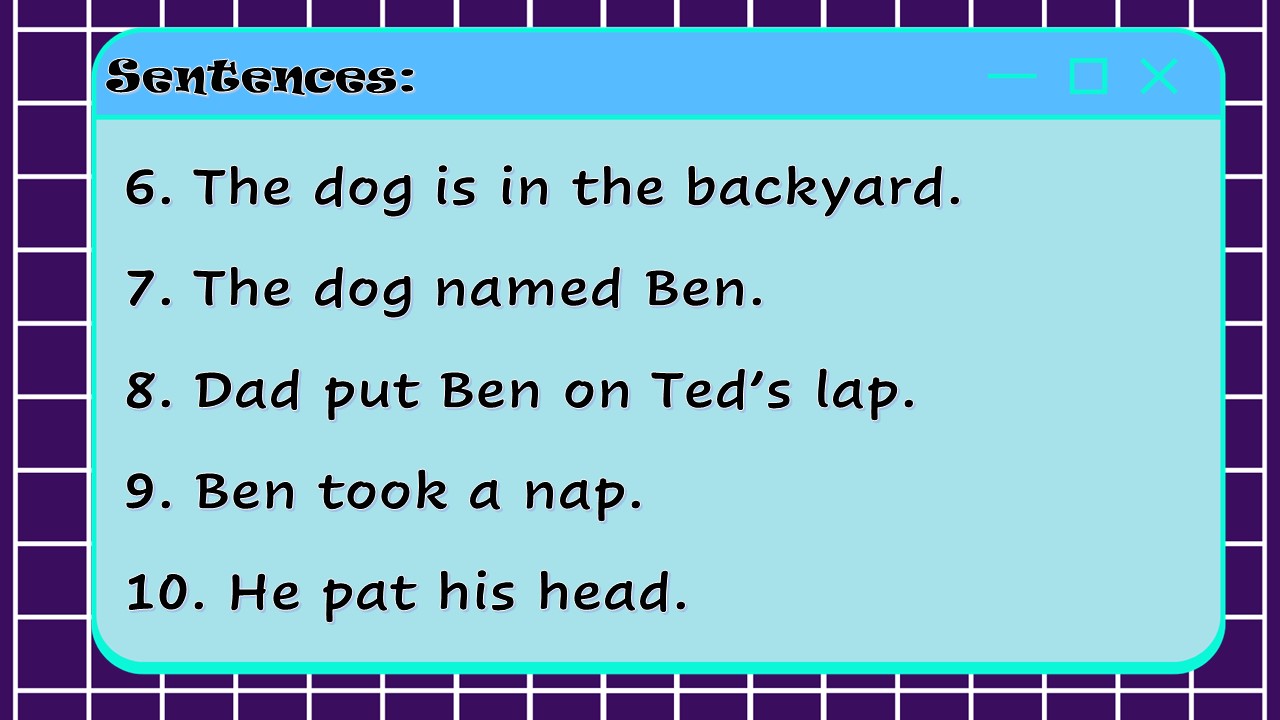 Sentences:
6. The dog is in the backyard.
7. The dog named Ben.
8. Dad put Ben on Ted’s lap.
9. Ben took a nap.
10. He pat his head.